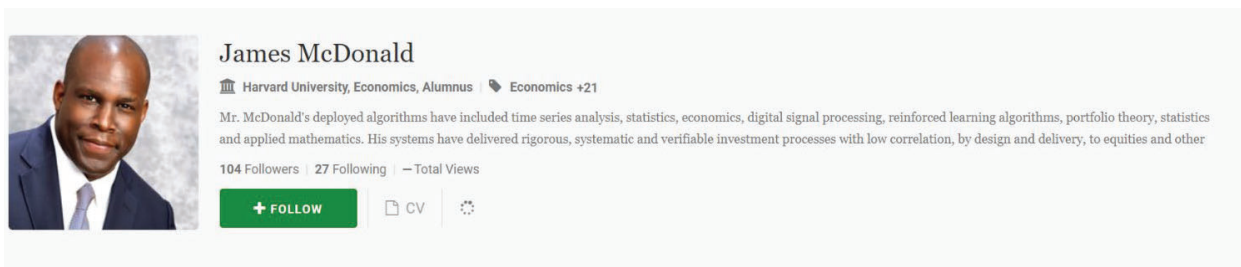 James McDonald
Harvard University, Economics, Alumnus | Economics +21
Mr. McDonald's deployed algorithms have included time series analysis, statistics, economics, digital signal processing, reinforced learning algorithms, portfolio theory, statistics
and applied mathematics. His systems have delivered rigorous, systematic and verifiable investment processes with low correlation, by design and delivery, to equities and other
104 Followers | 27 Following | — Total Views
+ FOLLOW CV